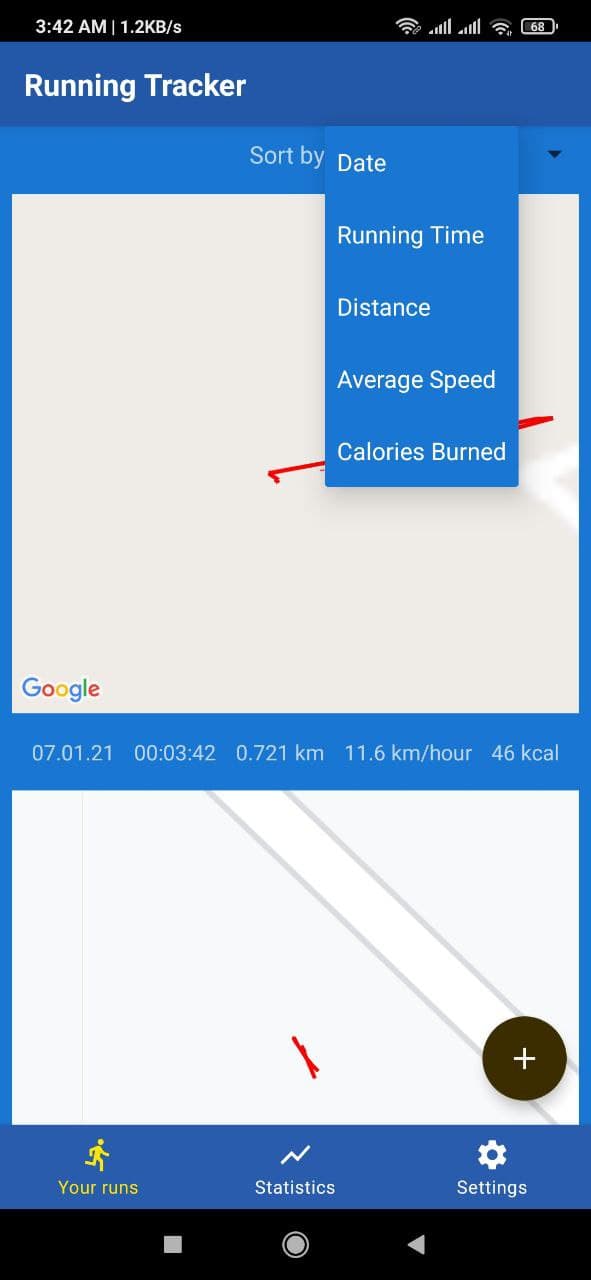 3:42 AM | 1.2KB/s 68
Running Tracker
Sort by
Date
Running Time
Distance
Average Speed
Calories Burned
Google
07.01.21 00:03:42 0.721 km 11.6 km/hour 46 kcal
Your runs Statistics Settings